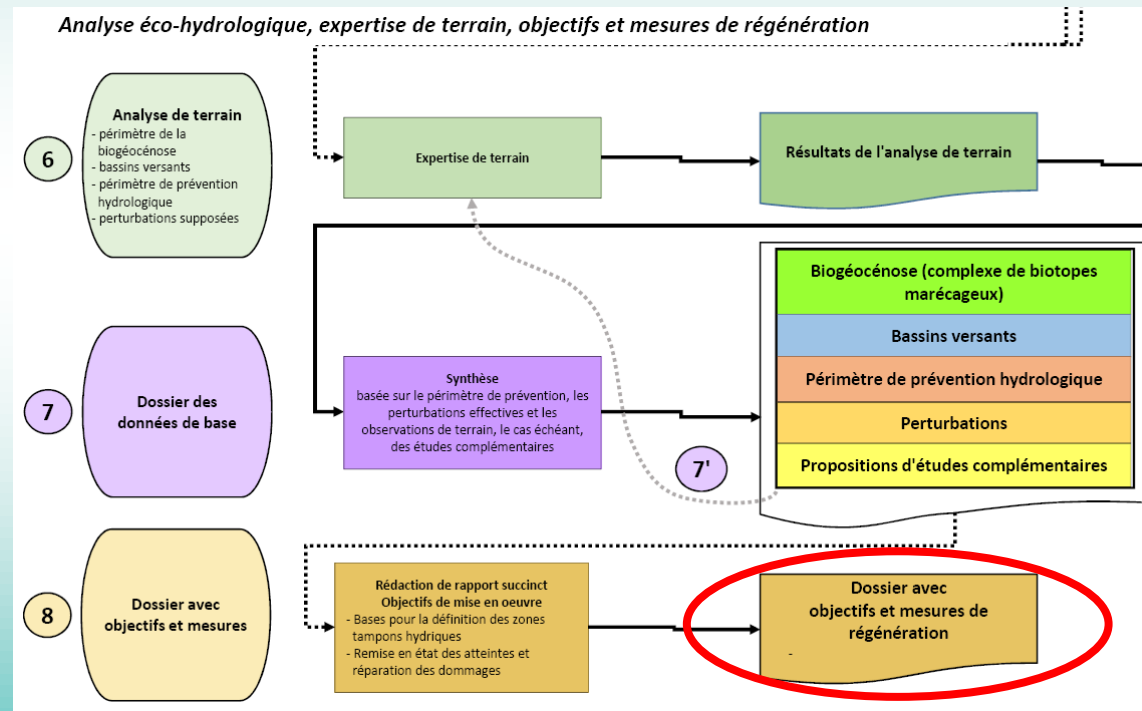 Analyse éco-hydrologique, expertise de terrain, objectifs et mesures de régénération
6
Analyse de terrain
- périmètre de la
biogéocénose
- bassins versants
- périmètre de prévention
hydrologique
- perturbations supposées
Expertise de terrain
Résultats de l'analyse de terrain
7
Dossier des
données de base
Synthèse
basée sur le périmètre de prévention, les
perturbations effectives et les
observations de terrain, le cas échéant,
des études complémentaires
7'
Biogéocénose (complexe de biotopes
marécageux)
Bassins versants
Périmètre de prévention hydrologique
Perturbations
Propositions d'études complémentaires
8
Dossier avec
objectifs et mesures
Rédaction de rapport succinct
Objectifs de mise en oeuvre
- Bases pour la définition des zones
tampons hydriques
- Remise en état des atteintes et
réparation des dommages
Dossier avec
objectifs et mesures de
régénération
-